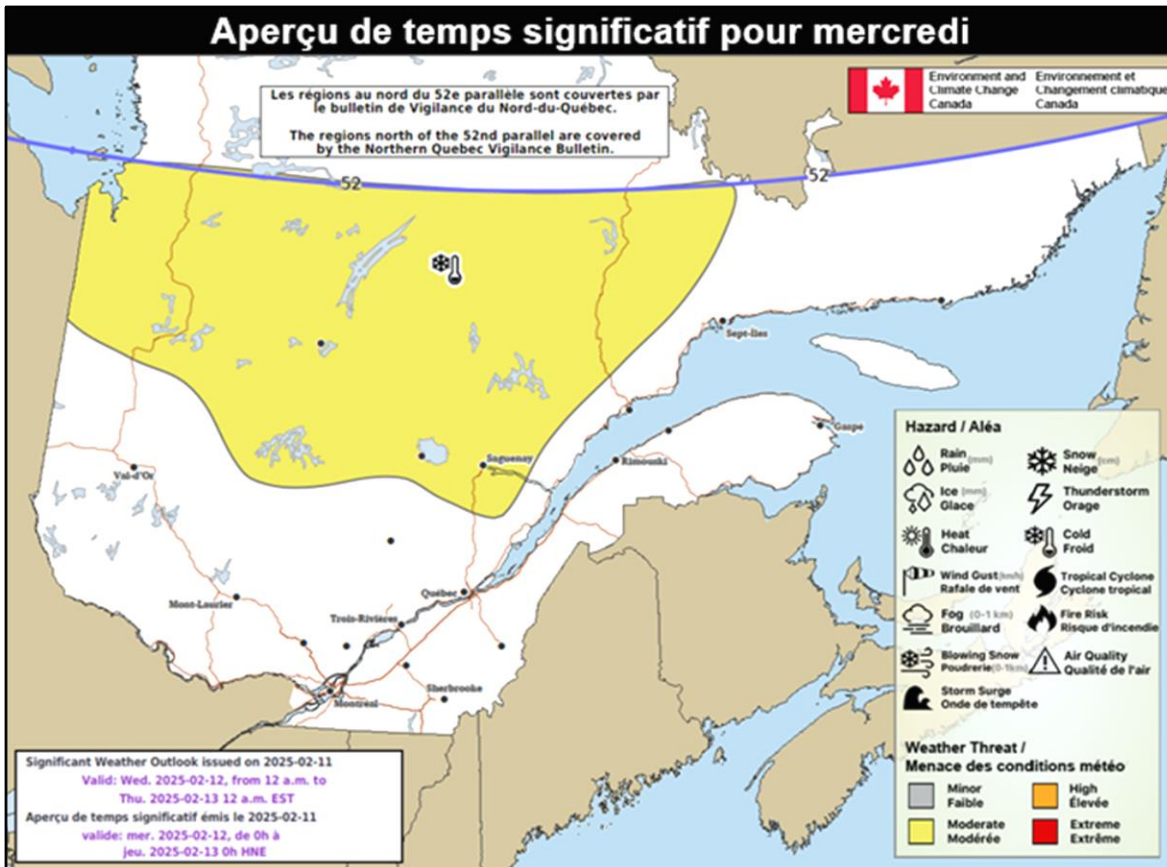 Aperçu de temps significatif pour mercredi
Les régions au nord du 52e parallèle sont couvertes par
le bulletin de Vigilance du Nord-du-Québec.
The regions north of the 52nd parallel are covered
by the Northern Quebec Vigilance Bulletin.
Environment and
Climate Change
Canada
Environnement et
Changement climatique
Canada
52
52
Sept-Îles
Gaspé
Rimouski
Saguenay
Val-d'Or
Québec
Mont-Laurier
Trois-Rivières
Sherbrooke
Montréal
Hazard / Aléa
Rain (mm)
Pluie
Snow (cm)
Neige
Ice (mm)
Glace
Thunderstorm
Orage
Heat
Chaleur
Cold
Froid
Wind Gust (km/h)
Rafale de vent
Tropical Cyclone
Cyclone tropical
Fog (0-1 km)
Brouillard
Fire Risk
Risque d'incendie
Blowing Snow
Poudrerie (0-1km)
Air Quality
Qualité de l'air
Storm Surge
Onde de tempête
Weather Threat /
Menace des conditions météo
Minor
Faible
High
Élevée
Moderate
Modérée
Extreme
Extrême
Significant Weather Outlook issued on 2025-02-11
Valid: Wed. 2025-02-12, from 12 a.m. to
Thu. 2025-02-13 12 a.m. EST
Aperçu de temps significatif émis le 2025-02-11
valide: mer. 2025-02-12, de 0h à
jeu. 2025-02-13 0h HNE